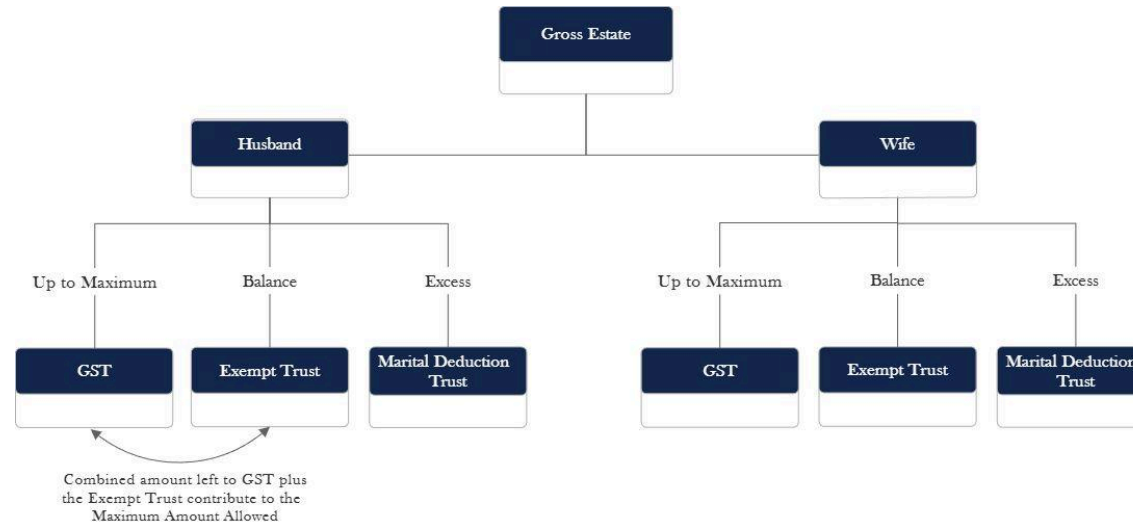 Gross Estate
Husband
Wife
Up to Maximum
Balance
Excess
Up to Maximum
Balance
Excess
GST
Exempt Trust
Marital Deduction
Trust
GST
Exempt Trust
Marital Deduction
Trust
Combined amount left to GST plus
the Exempt Trust contribute to the
Maximum Amount Allowed